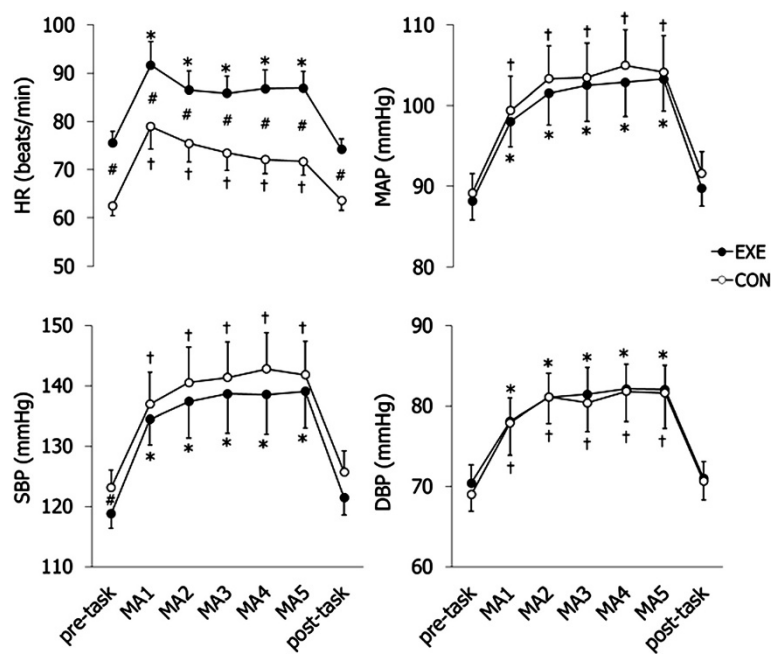 HR (beats/min)
100
90
80
70
60
50
* * * * *
# # # # # # #
† † † † †
MAP (mmHg)
110
100
90
80
† † † † †
* * * * *
EXE
CON
SBP (mmHg)
150
140
130
120
110
† † † † †
* * * * *
#
pre-task MA1 MA2 MA3 MA4 MA5 post-task
DBP (mmHg)
90
80
70
60
* * * * *
† † † † †
pre-task MA1 MA2 MA3 MA4 MA5 post-task